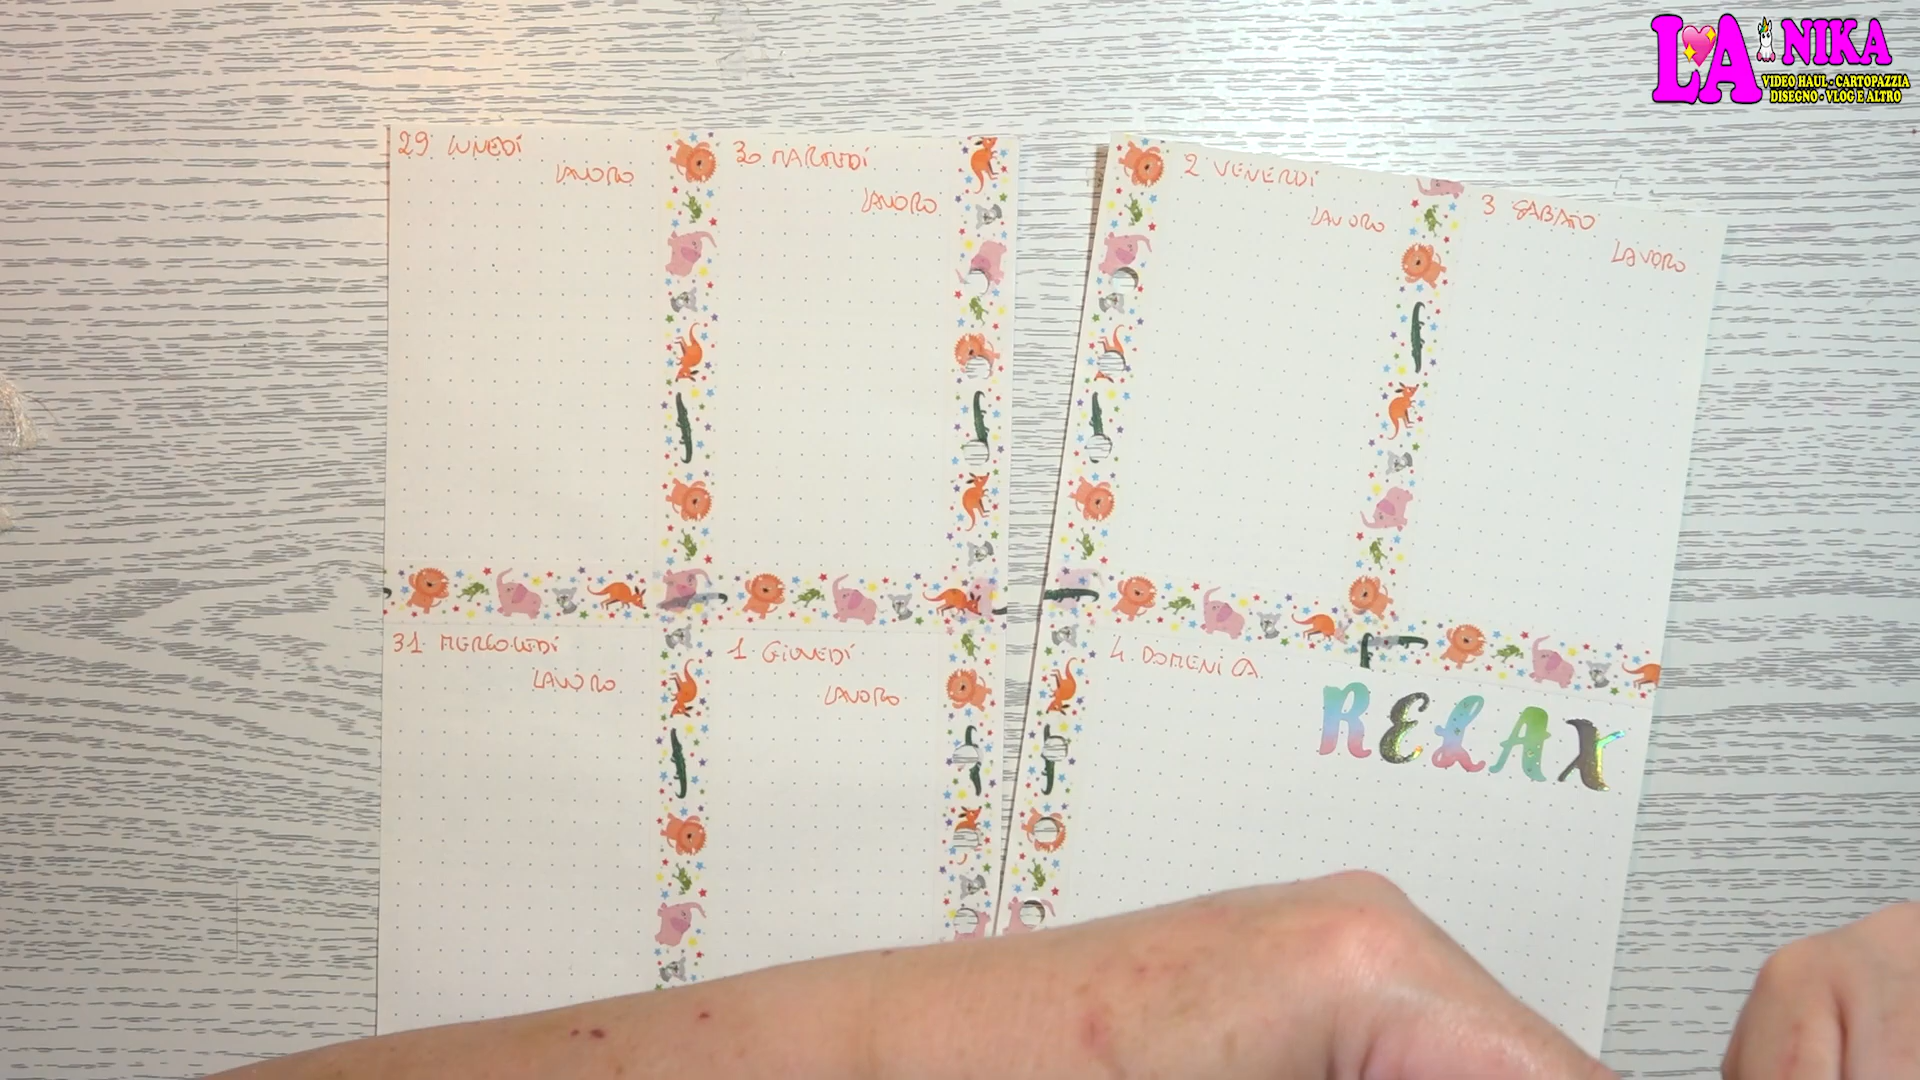 LA NIKA
VIDEO HAUL - CARTOPAZZIA
DISEGNO - VLOG E ALTRO
29. LUNEDÌ
LAVORO
30 MARTEDÌ
LAVORO
31. MERCOLEDÌ
LAVORO
1. GIOVEDÌ
LAVORO
2 VENERDÌ
LAVORO
3 SABATO
LAVORO
4. DOMENICA
RELAX